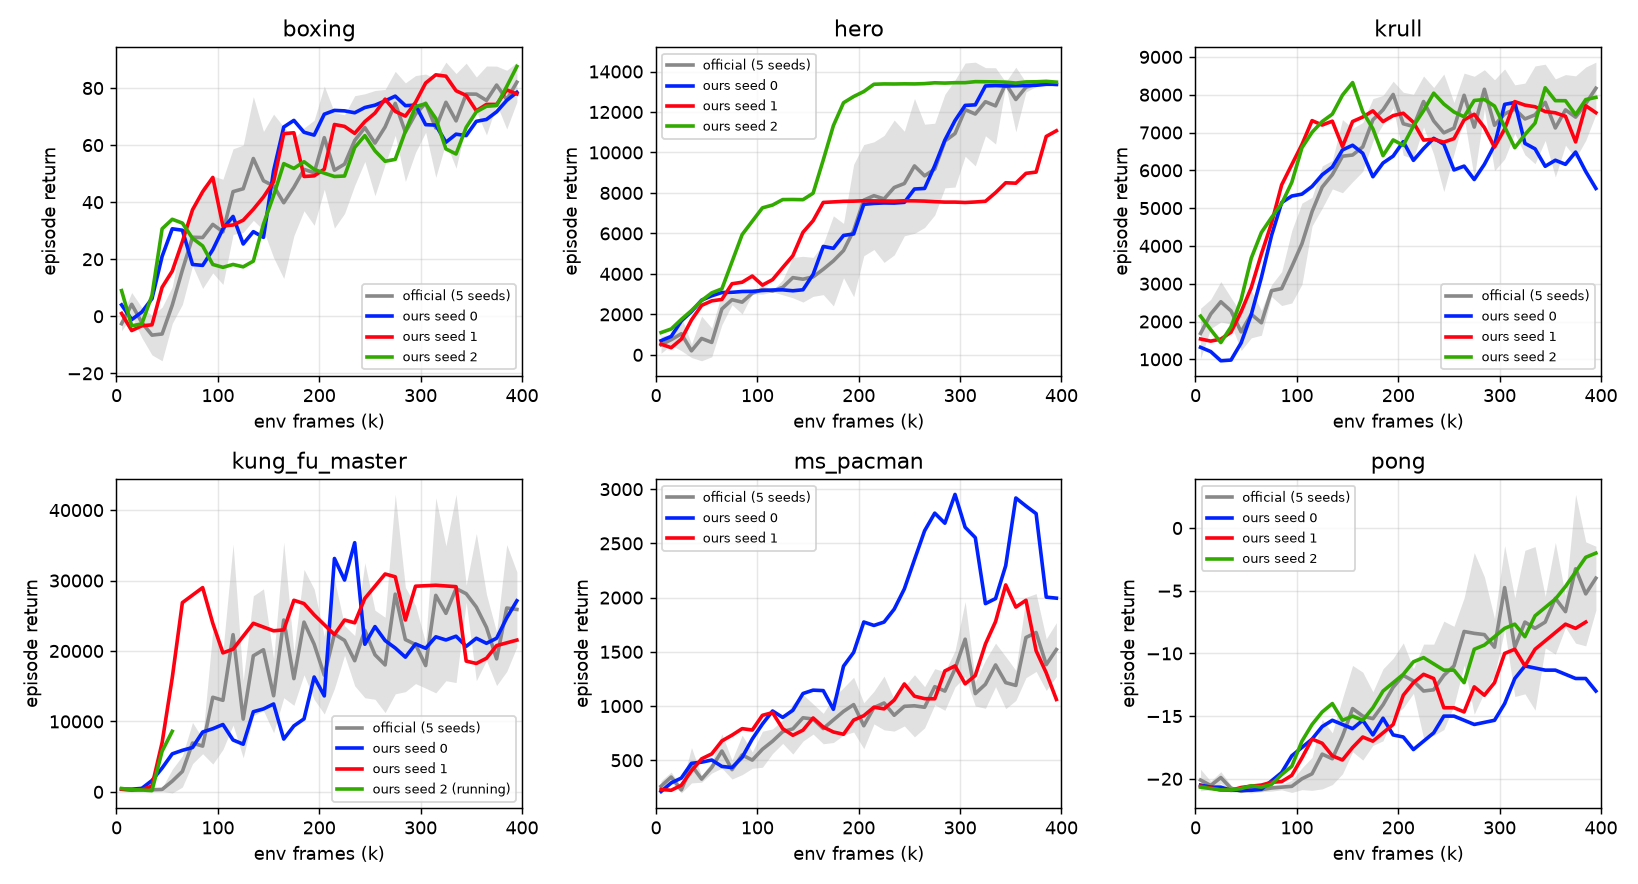 boxing
episode return
80
60
40
20
0
−20
official (5 seeds)
ours seed 0
ours seed 1
ours seed 2
0
100
200
300
400
env frames (k)
hero
episode return
14000
12000
10000
8000
6000
4000
2000
0
official (5 seeds)
ours seed 0
ours seed 1
ours seed 2
0
100
200
300
400
env frames (k)
krull
episode return
9000
8000
7000
6000
5000
4000
3000
2000
1000
official (5 seeds)
ours seed 0
ours seed 1
ours seed 2
0
100
200
300
400
env frames (k)
kung_fu_master
episode return
40000
30000
20000
10000
0
official (5 seeds)
ours seed 0
ours seed 1
ours seed 2 (running)
0
100
200
300
400
env frames (k)
ms_pacman
episode return
3000
2500
2000
1500
1000
500
official (5 seeds)
ours seed 0
ours seed 1
0
100
200
300
400
env frames (k)
pong
episode return
0
−5
−10
−15
−20
official (5 seeds)
ours seed 0
ours seed 1
ours seed 2
0
100
200
300
400
env frames (k)